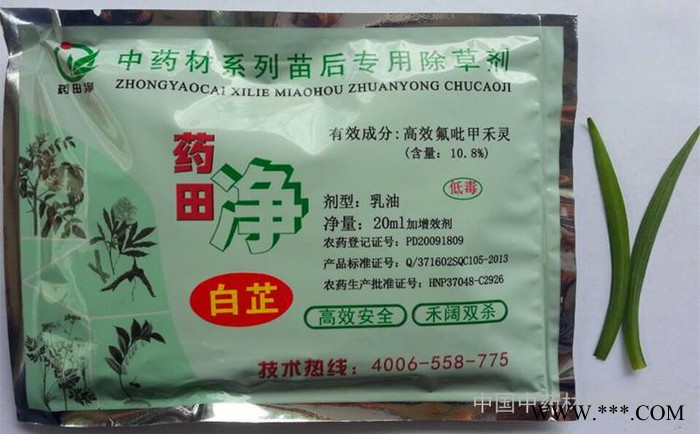 中药材系列苗后专用除草剂
ZHONGYAOCAI XILIE MIAOHOU ZHUANYONG CHUCAOJI
药田净
有效成分：高效氟吡甲禾灵
(含量：10.8%)
药田净
低毒
剂型：乳油
净量：20ml加增效剂
农药登记证号：PD20091809
产品标准证号：Q/371602SQC105-2013
农药生产批准证号：HNP37048-C2926
白芷
高效安全
禾阔双杀
技术热线：4006-558-775
中国中药材
WWW.***.COM